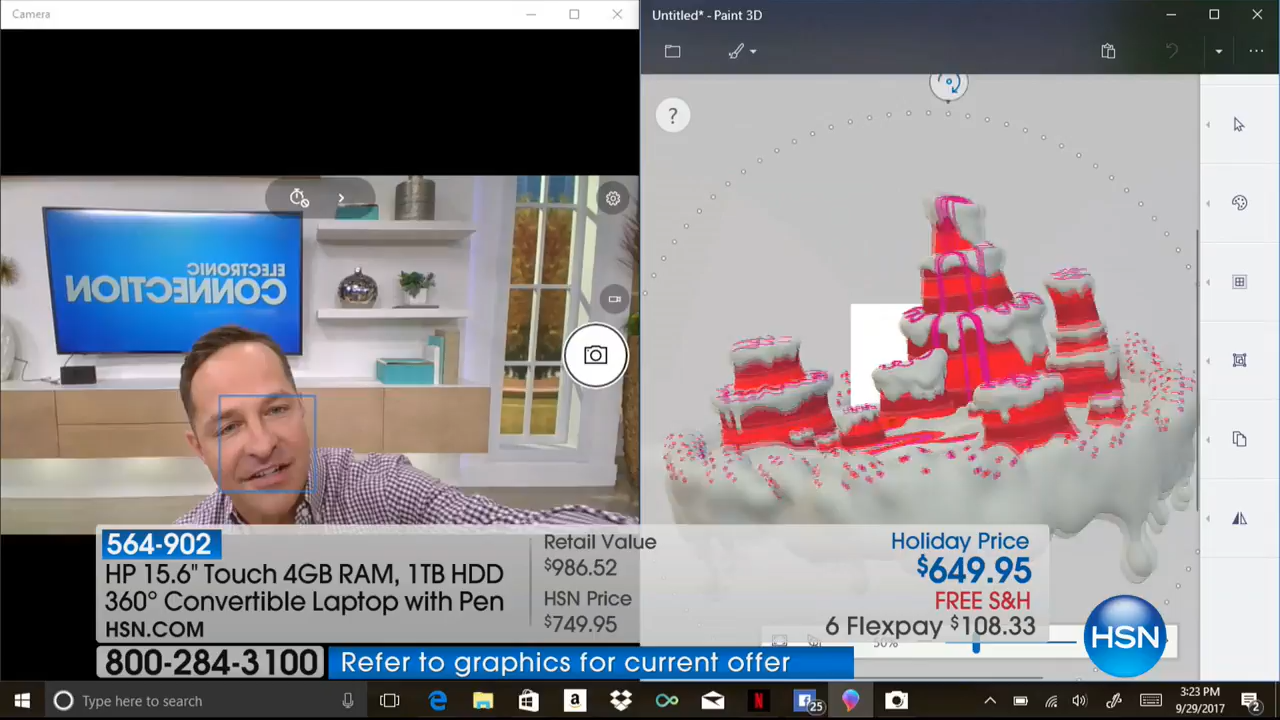 Camera
Untitled* - Paint 3D
?
ELECTRONIC
CONNECTION
564-902
HP 15.6" Touch 4GB RAM, 1TB HDD
360° Convertible Laptop with Pen
HSN.COM
Retail Value
$986.52
HSN Price
$749.95
Holiday Price
$649.95
FREE S&H
6 Flexpay $108.33
HSN
50%
800-284-3100
Refer to graphics for current offer
Type here to search
25
3:23 PM
9/29/2017
2